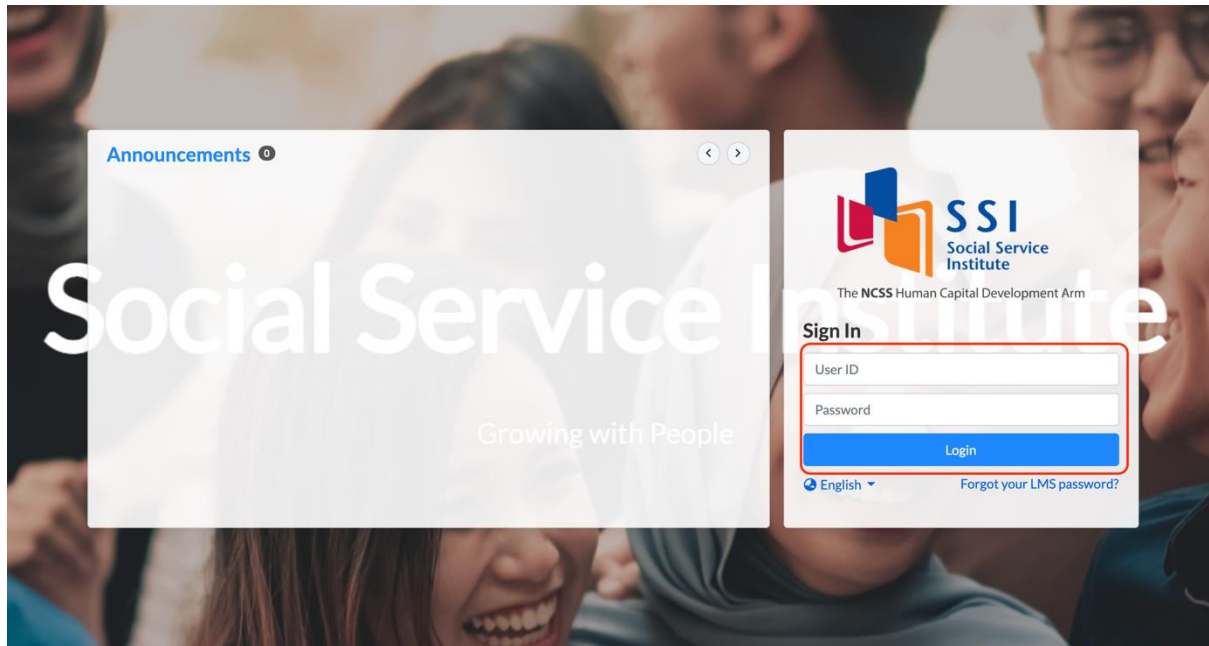 Announcements 0
SSI
Social Service
Institute
The NCSS Human Capital Development Arm
Social Service Institute
Growing with People
Sign In
User ID
Password
Login
English
Forgot your LMS password?